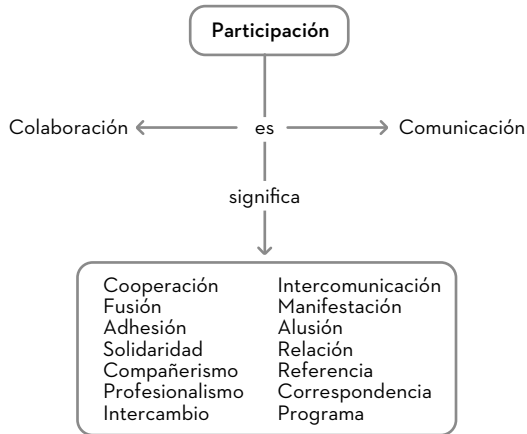 Participación
Colaboración es Comunicación
significa
Cooperación Intercomunicación
Fusión Manifestación
Adhesión Alusión
Solidaridad Relación
Compañerismo Referencia
Profesionalismo Correspondencia
Intercambio Programa